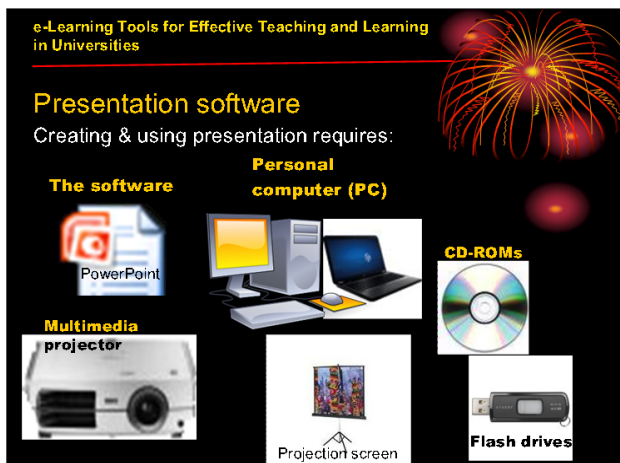 e-Learning Tools for Effective Teaching and Learning
in Universities
Presentation software
Creating & using presentation requires:
Personal
computer (PC)
The software
PowerPoint
CD-ROMs
Multimedia
projector
Projection screen
Flash drives